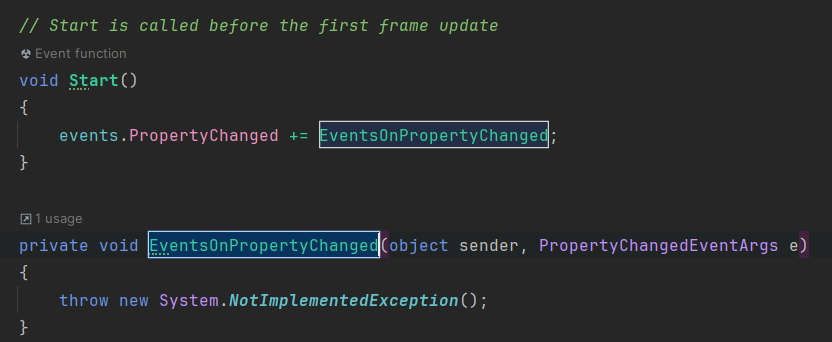 // Start is called before the first frame update
Event function
void Start()
{
    events.PropertyChanged += EventsOnPropertyChanged;
}
1 usage
private void EventsOnPropertyChanged(object sender, PropertyChangedEventArgs e)
{
    throw new System.NotImplementedException();
}